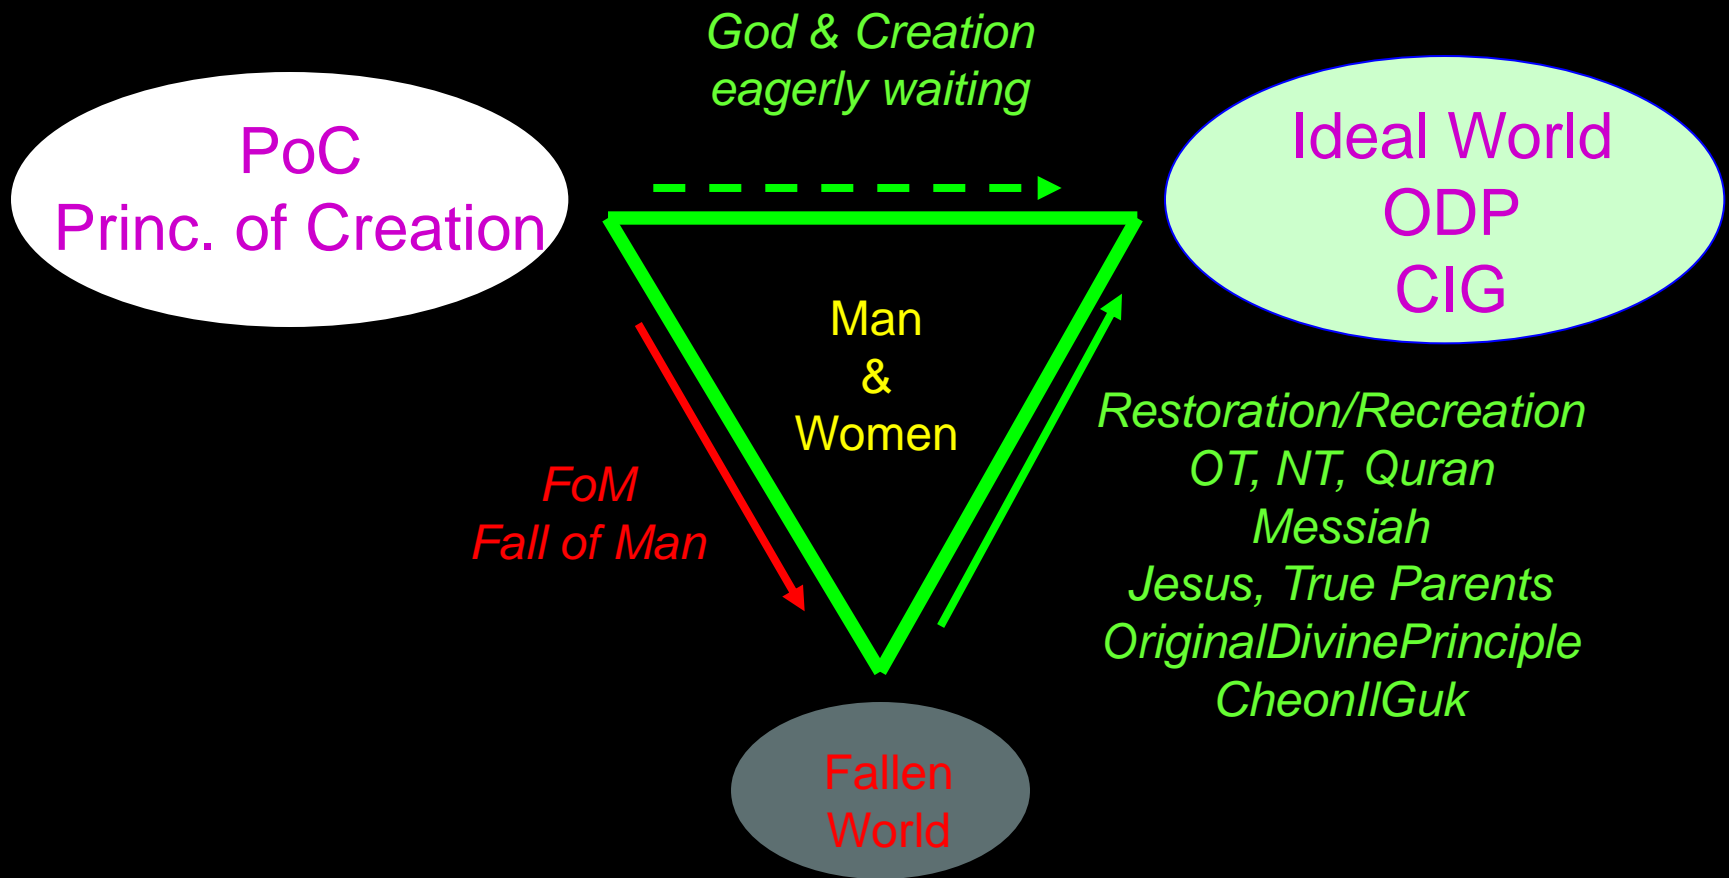 God & Creation
eagerly waiting
PoC
Princ. of Creation
Ideal World
ODP
CIG
Man
&
Women
FoM
Fall of Man
Restoration/Recreation
OT, NT, Quran
Messiah
Jesus, True Parents
OriginalDivinePrinciple
CheonIlGuk
Fallen
World